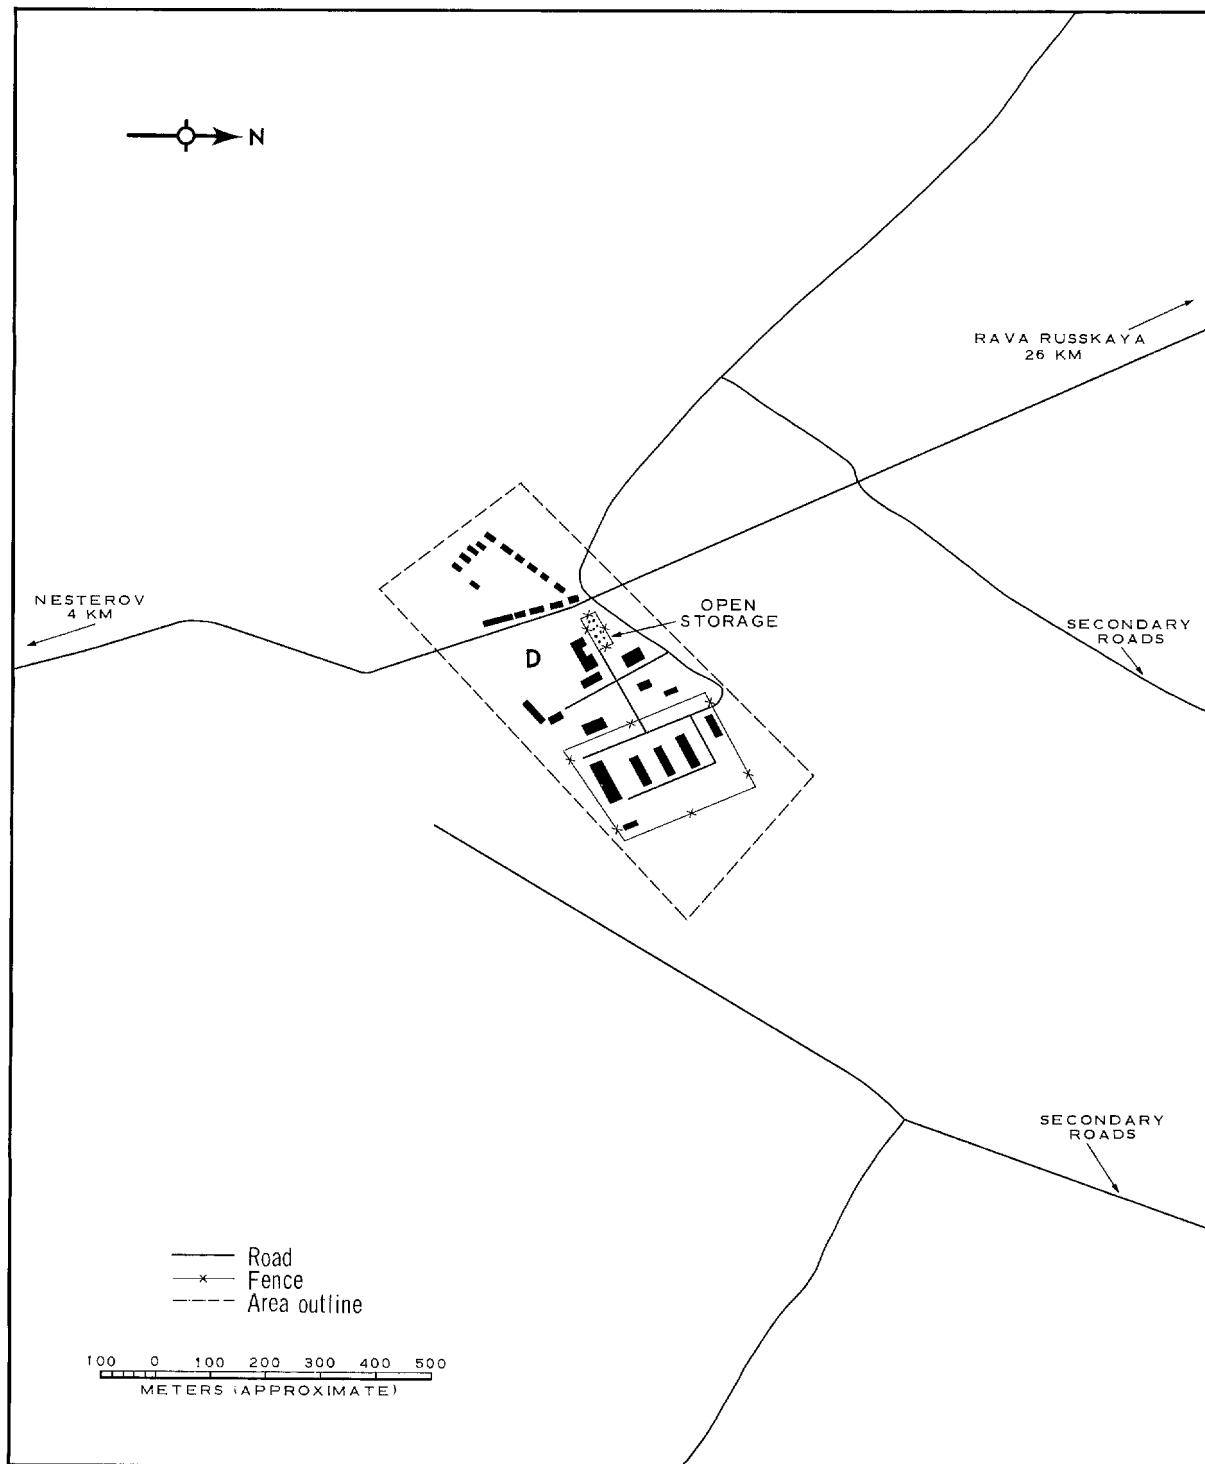 N
RAVA RUSSKAYA
26 KM
NESTEROV
4 KM
OPEN
STORAGE
SECONDARY
ROADS
D
SECONDARY
ROADS
Road
Fence
Area outline
100 0 100 200 300 400 500
METERS (APPROXIMATE)